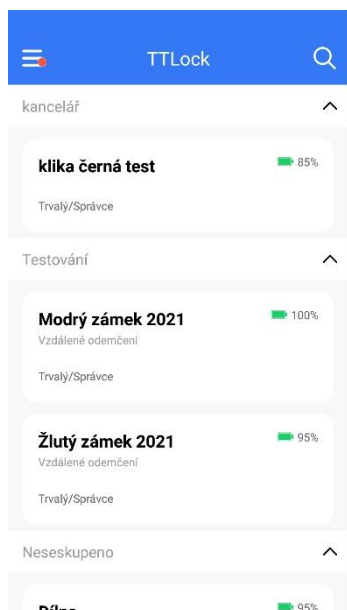 TTLock
kancelář
klika černá test
85%
Trvalý/Správce
Testování
Modrý zámek 2021
100%
Vzdálené odemčení
Trvalý/Správce
Žlutý zámek 2021
95%
Vzdálené odemčení
Trvalý/Správce
Neseskupeno
95%